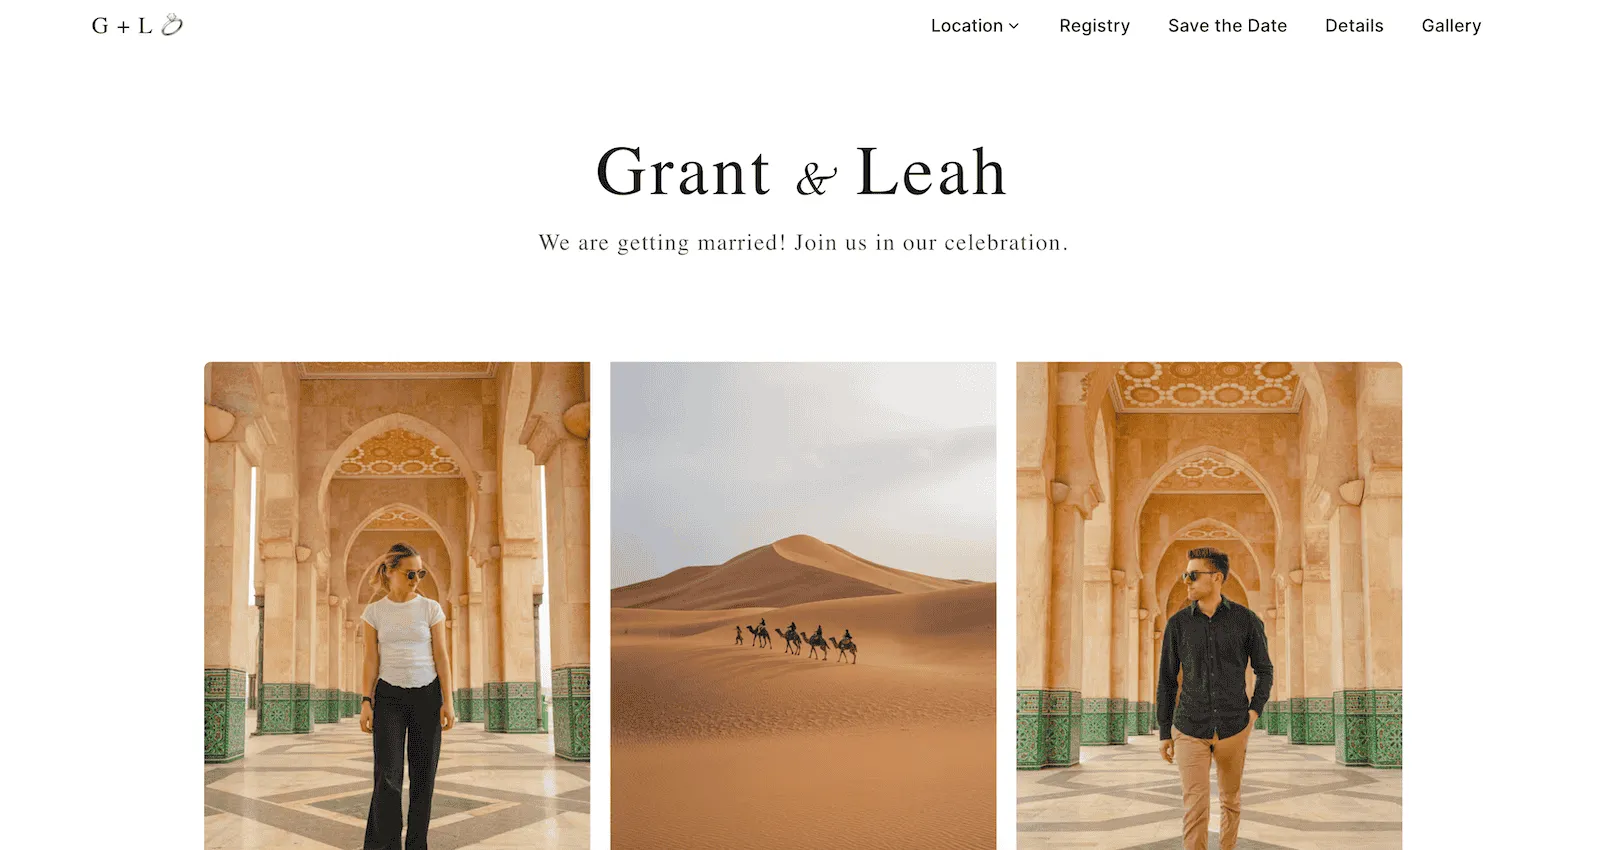 G + L
Location
Registry
Save the Date
Details
Gallery
Grant & Leah
We are getting married! Join us in our celebration.